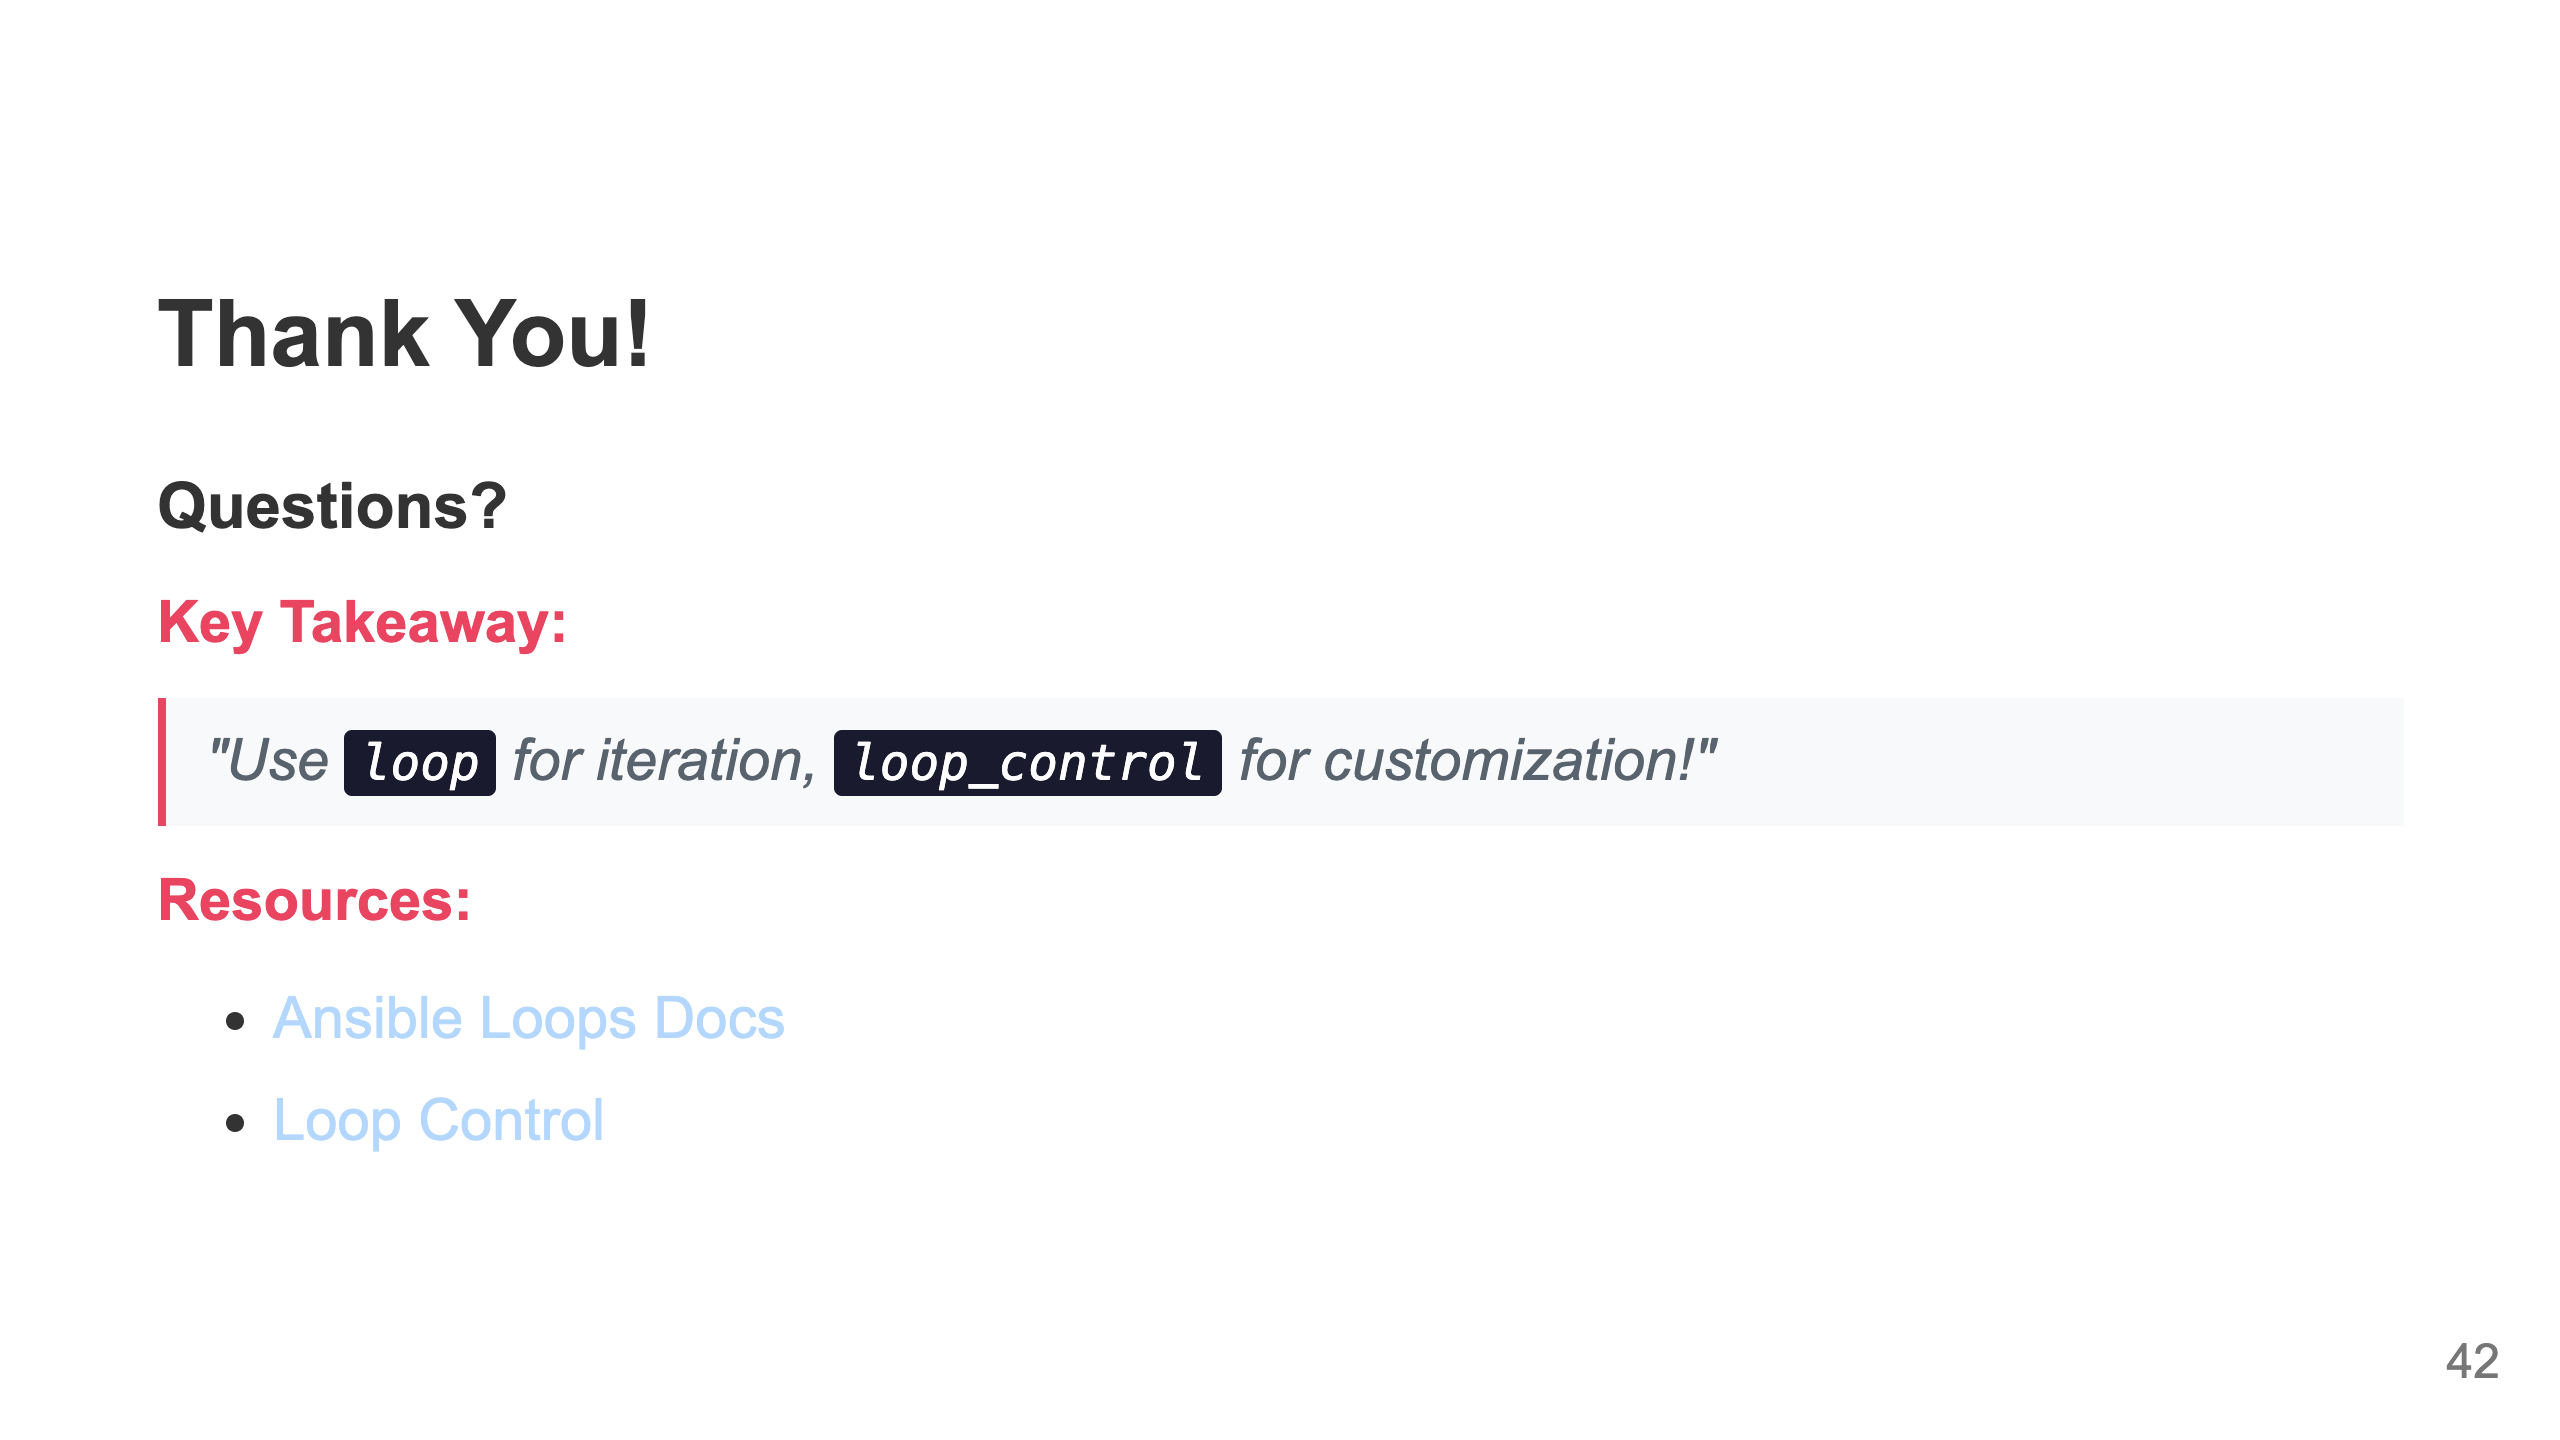 Thank You!
Questions?
Key Takeaway:
"Use loop for iteration, loop_control for customization!"
Resources:
• Ansible Loops Docs
• Loop Control
42